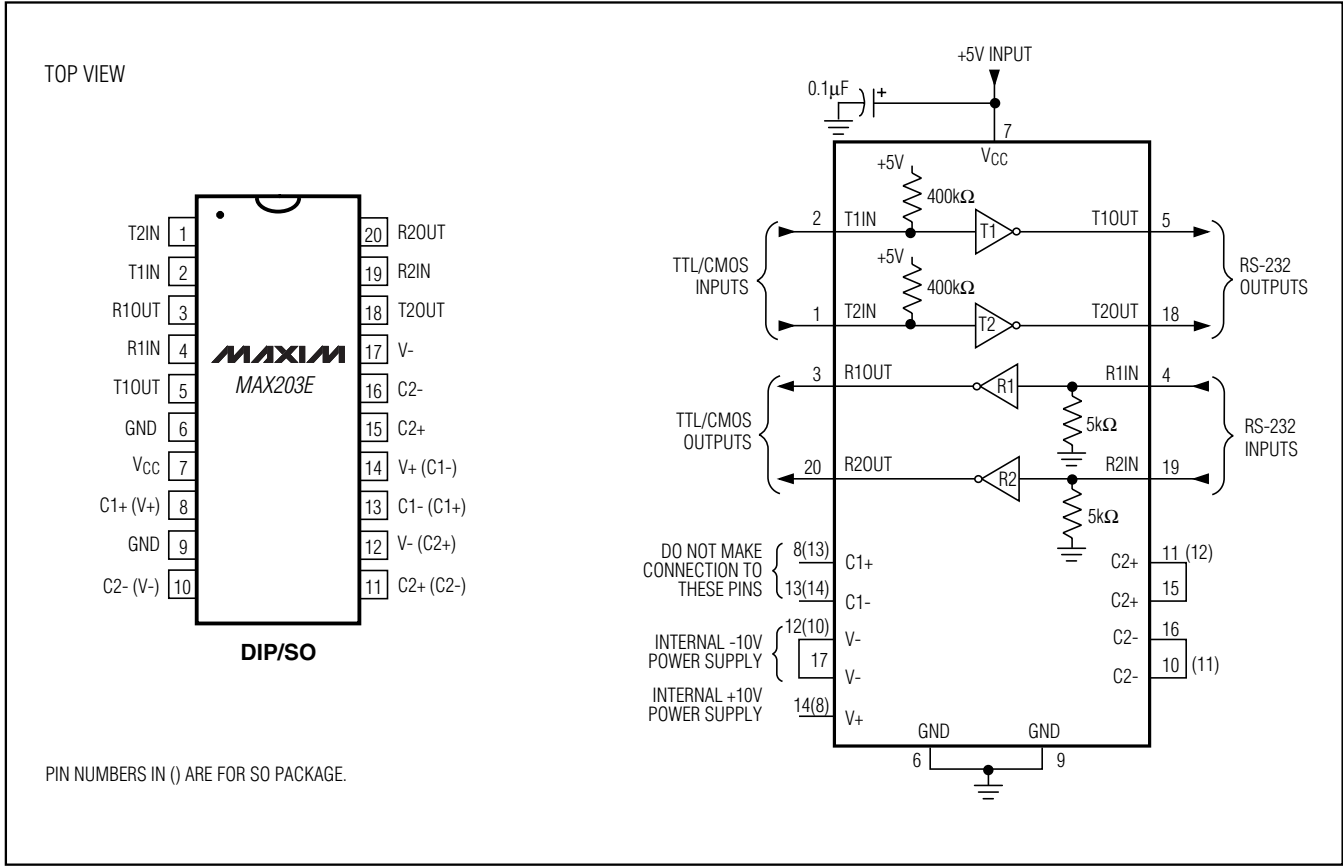 TOP VIEW
T2IN 1
T1IN 2
R1OUT 3
R1IN 4
T1OUT 5
GND 6
VCC 7
C1+ (V+) 8
GND 9
C2- (V-) 10
20 R2OUT
19 R2IN
18 T2OUT
17 V-
16 C2-
15 C2+
14 V+ (C1-)
13 C1- (C1+)
12 V- (C2+)
11 C2+ (C2-)
MAXIM
MAX203E
DIP/SO
PIN NUMBERS IN () ARE FOR SO PACKAGE.
+5V INPUT
0.1µF
+
7
VCC
+5V
400kΩ
2 T1IN T1 T1OUT 5
+5V
400kΩ
1 T2IN T2 T2OUT 18
TTL/CMOS
INPUTS
RS-232
OUTPUTS
3 R1OUT R1 R1IN 4
5kΩ
20 R2OUT R2 R2IN 19
5kΩ
TTL/CMOS
OUTPUTS
RS-232
INPUTS
DO NOT MAKE
CONNECTION TO
THESE PINS
8(13) C1+
13(14) C1-
INTERNAL -10V
POWER SUPPLY
12(10) V-
17 V-
INTERNAL +10V
POWER SUPPLY
14(8) V+
C2+ 11 (12)
C2+ 15
C2- 16
C2- 10 (11)
GND GND
6 9